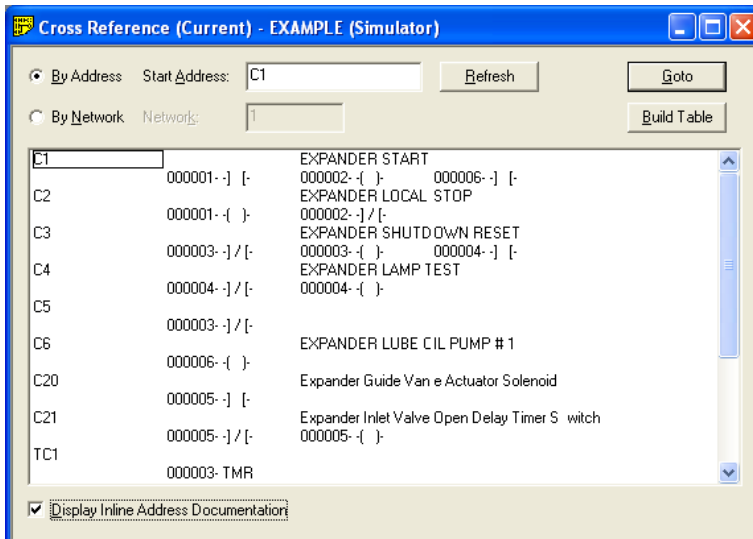 Cross Reference (Current) - EXAMPLE (Simulator)
By Address Start Address: C1 Refresh Goto
By Network Network: 1 Build Table
C1 EXPANDER START
000001- -] [- 000002- -( )- 000006- -] [-
C2 EXPANDER LOCAL STOP
000001- -( )- 000002- -] / [-
C3 EXPANDER SHUTDOWN RESET
000003- -] / [- 000003- -( )- 000004- -] [-
C4 EXPANDER LAMP TEST
000004- -] / [- 000004- -( )-
C5
000003- -] / [-
C6 EXPANDER LUBE CIL PUMP # 1
000006- -( )-
C20 Expander Guide Van e Actuator Solenoid
000005- -] [-
C21 Expander Inlet Valve Open Delay Timer S witch
000005- -] / [- 000005- -( )-
TC1
000003- TMR
Display Inline Address Documentation